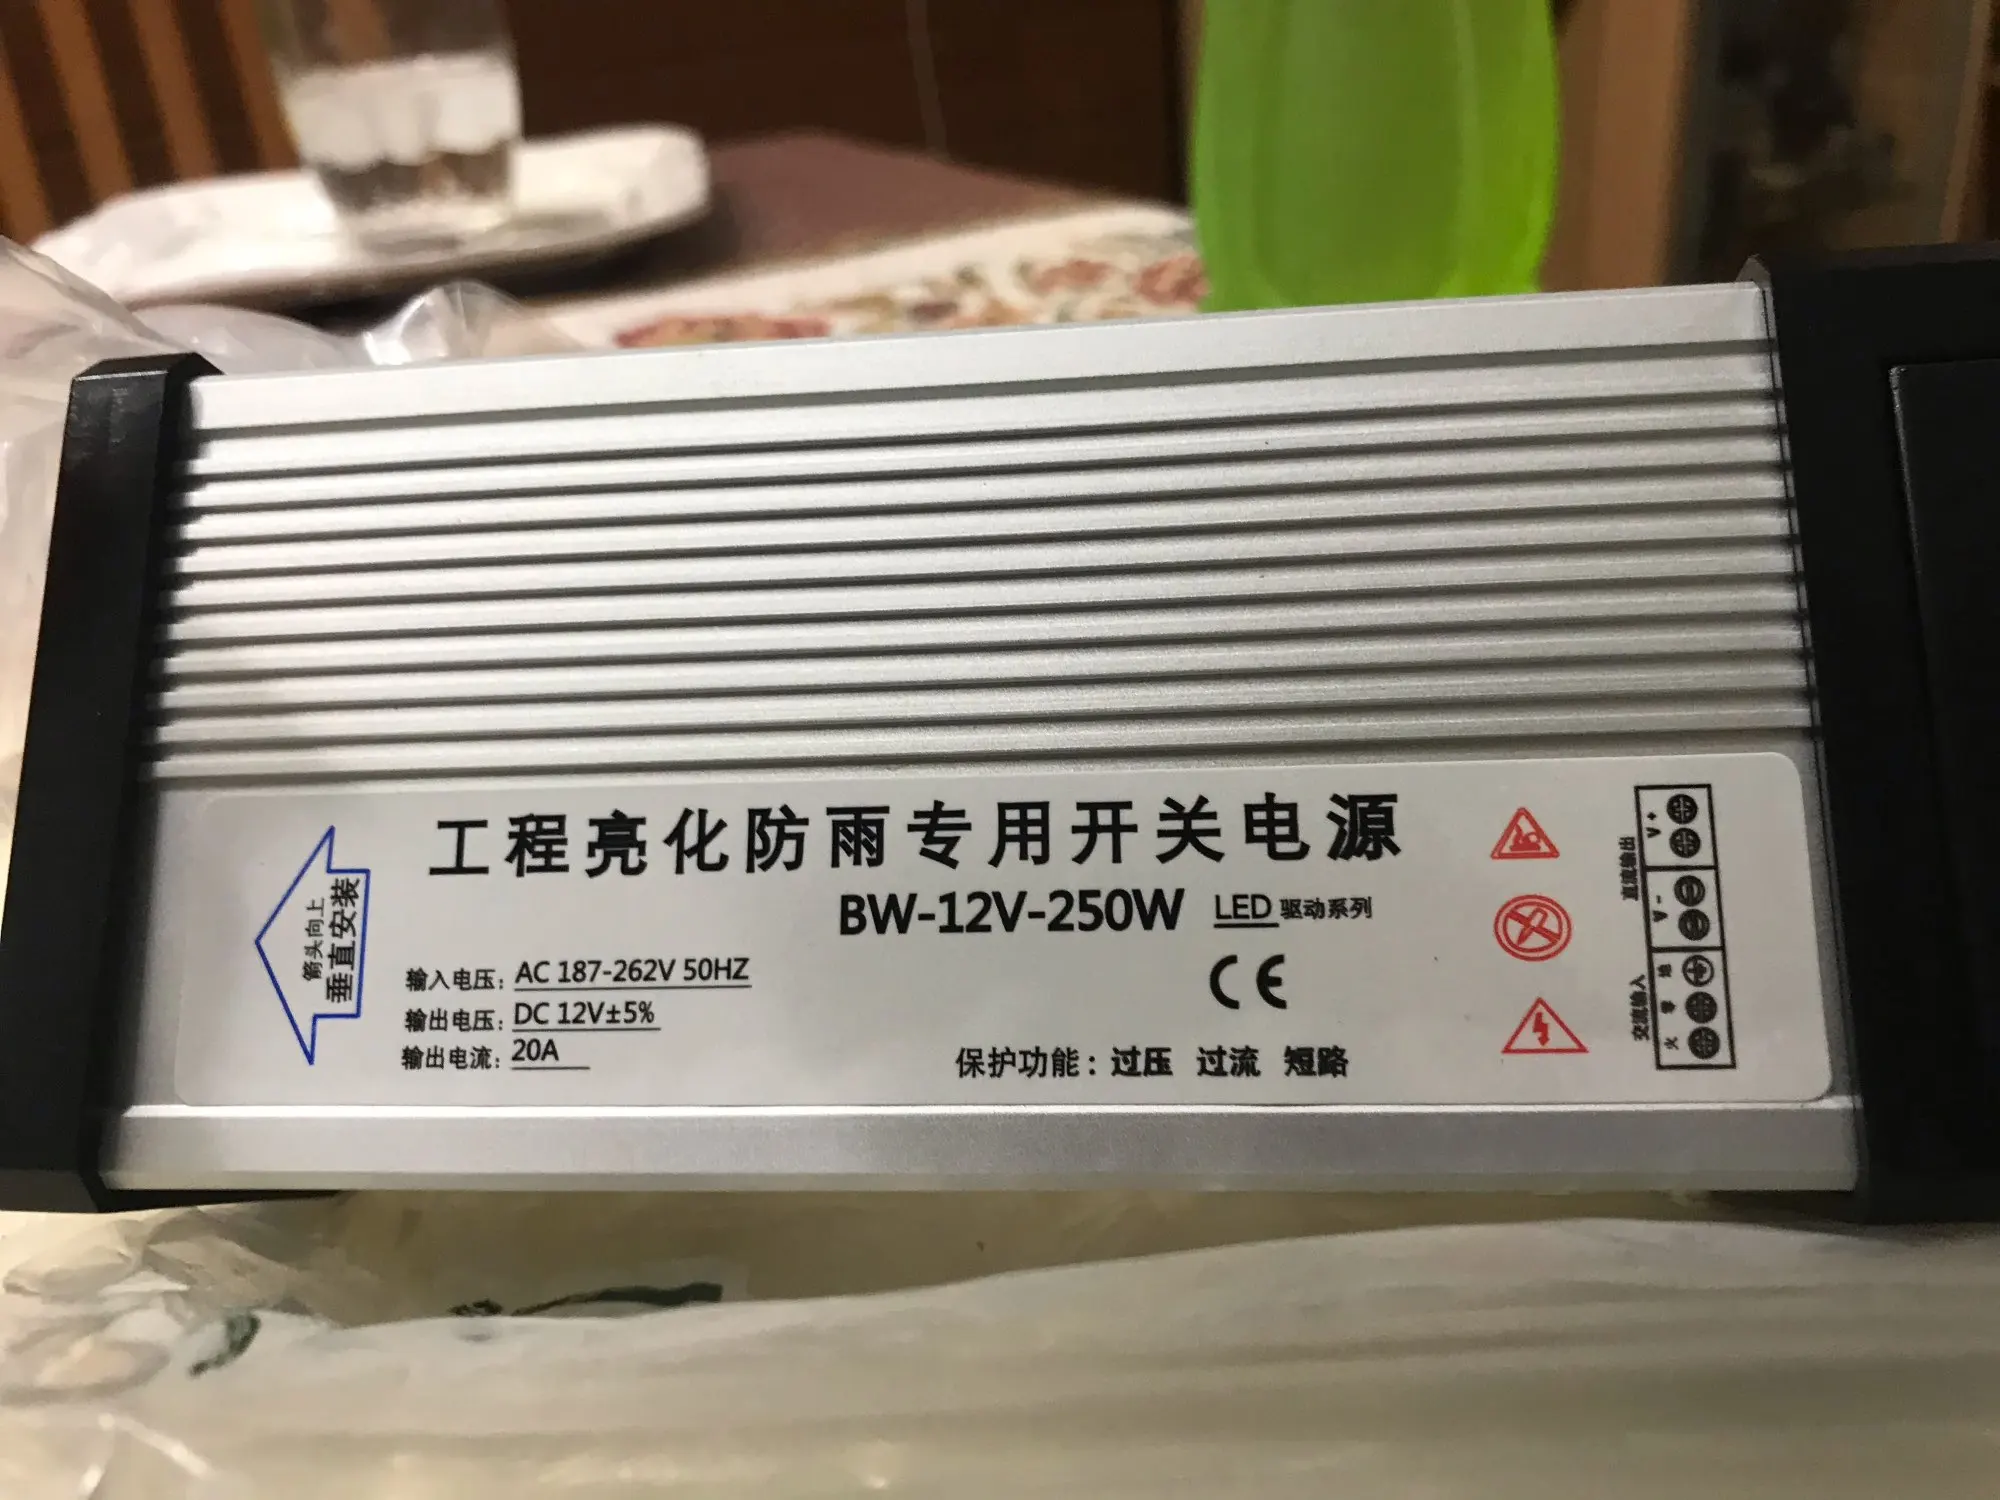 工程亮化防雨专用开关电源
BW-12V-250W LED 驱动系列
箭头向上
垂直安装
输入电压: AC 187-262V 50HZ
输出电压: DC 12V±5%
输出电流: 20A
CE
保护功能: 过压 过流 短路
直流输出
V+
V-
交流输入
地
零
火